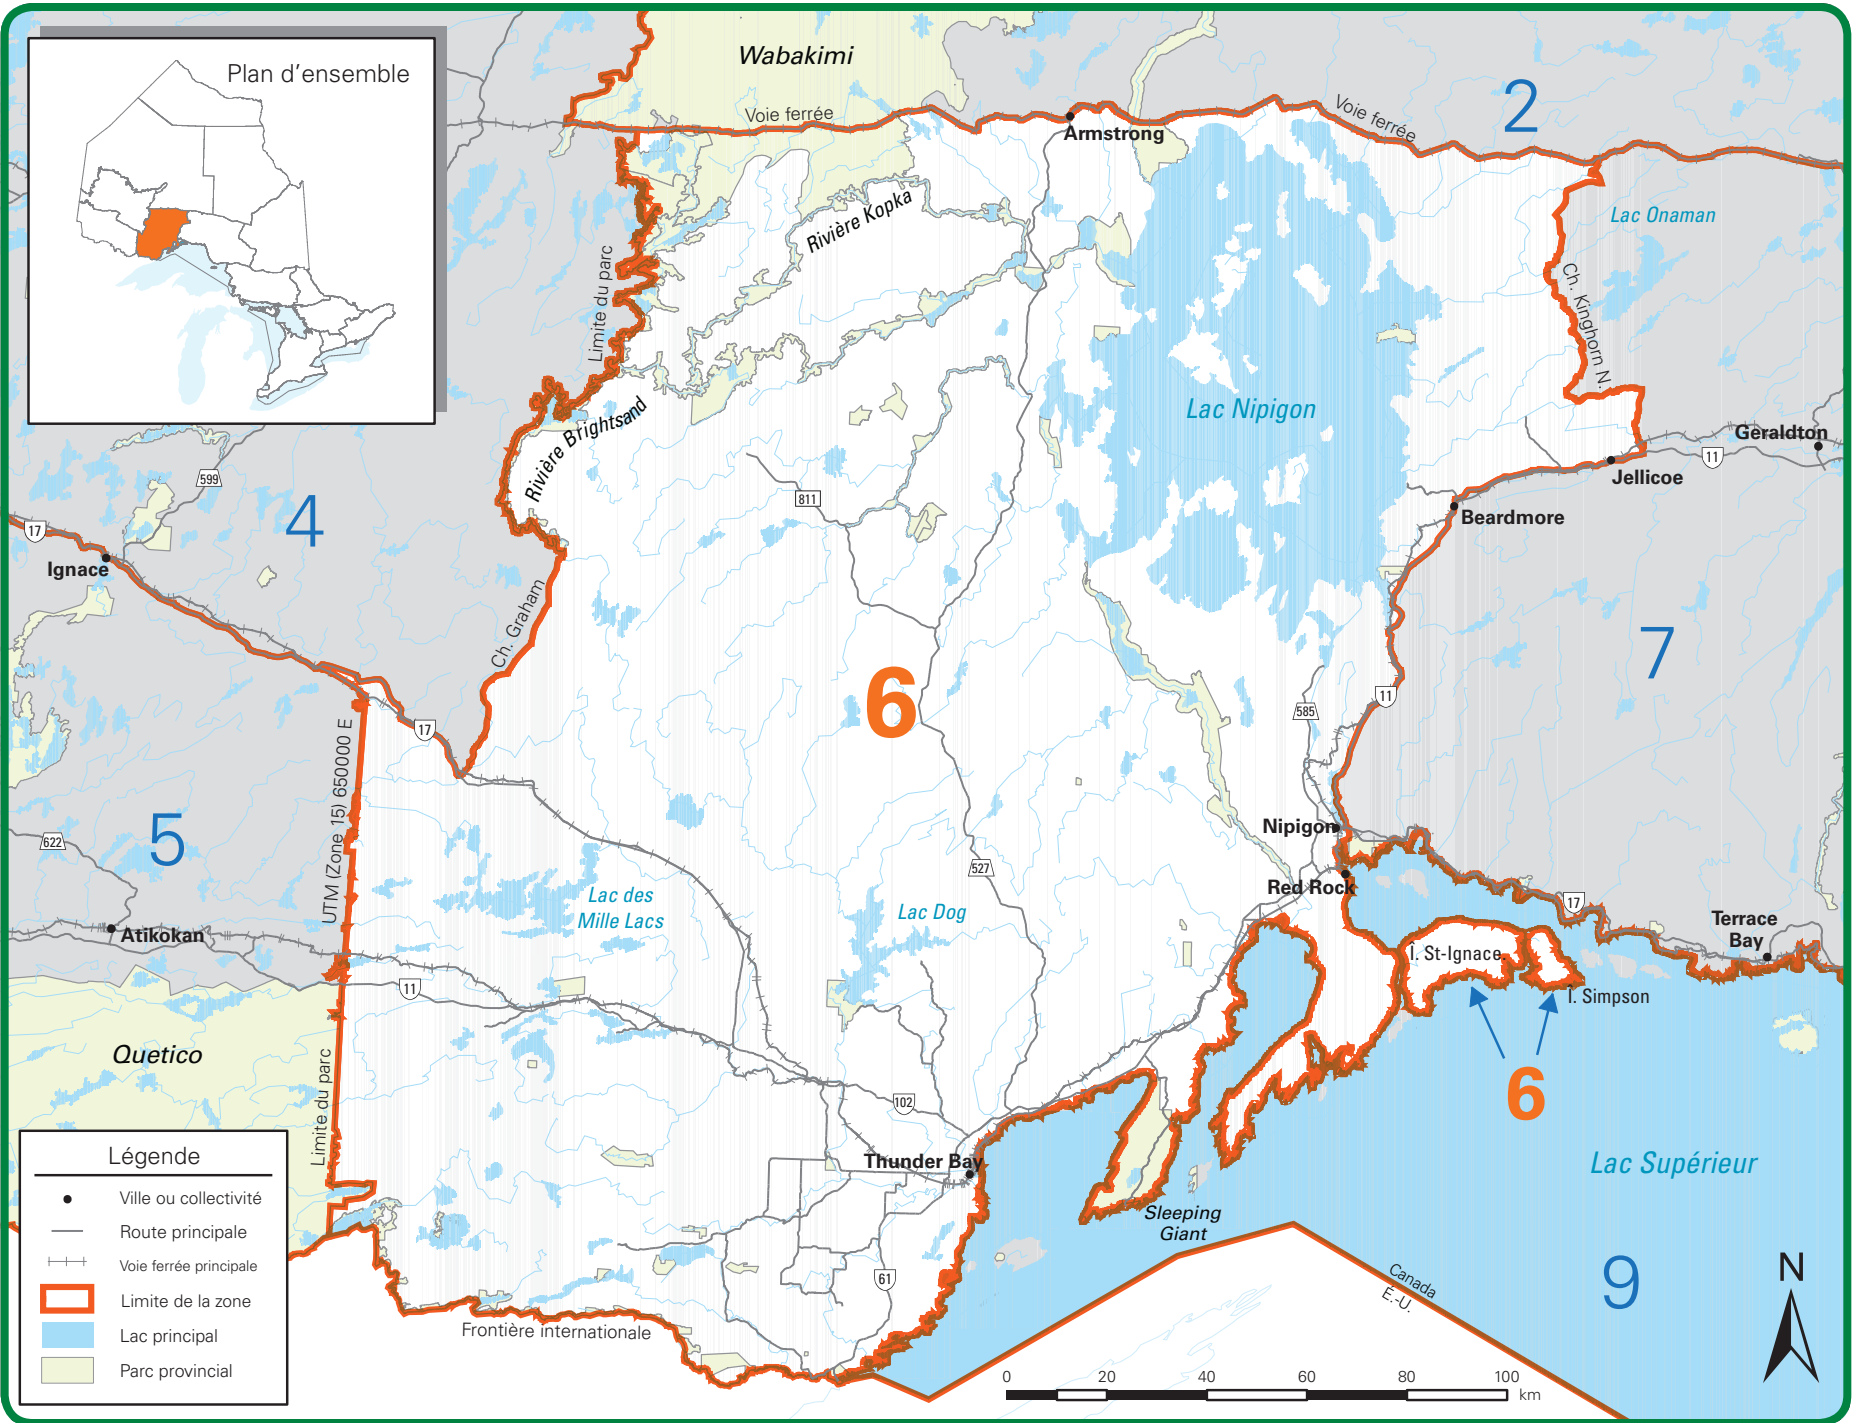 Plan d'ensemble
Wabakimi
Voie ferrée
Armstrong
Voie ferrée
2
Lac Onaman
Rivière Kopka
Limite du parc
Ch. Kinghorn N.
Lac Nipigon
Rivière Brightsand
Geraldton
11
Jellicoe
599
811
4
Beardmore
17
Ignace
Ch. Graham
6
7
11
585
17
UTM (Zone 15) 650000 E
5
622
Nipigon
527
Red Rock
Lac des
Mille Lacs
Lac Dog
17
Terrace
Bay
Atikokan
Î. St-Ignace
11
Î. Simpson
Quetico
Limite du parc
6
102
Thunder Bay
Lac Supérieur
Sleeping
Giant
61
9
Canada
É.-U.
N
Frontière internationale
Légende
Ville ou collectivité
Route principale
Voie ferrée principale
Limite de la zone
Lac principal
Parc provincial
0 20 40 60 80 100
km